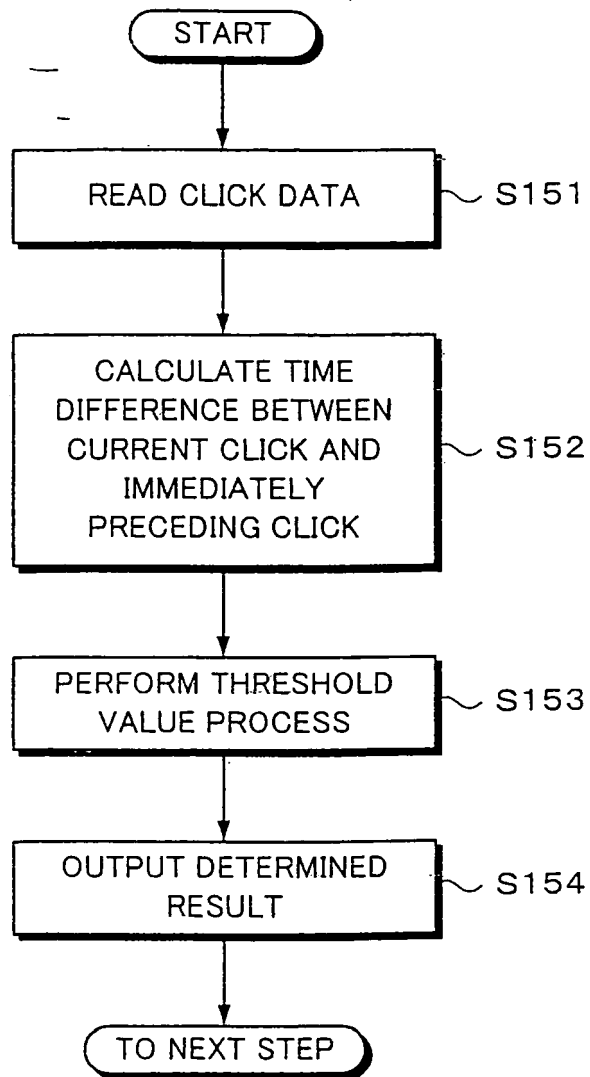 START
READ CLICK DATA
S151
CALCULATE TIME
DIFFERENCE BETWEEN
CURRENT CLICK AND
IMMEDIATELY
PRECEDING CLICK
S152
PERFORM THRESHOLD
VALUE PROCESS
S153
OUTPUT DETERMINED
RESULT
S154
TO NEXT STEP